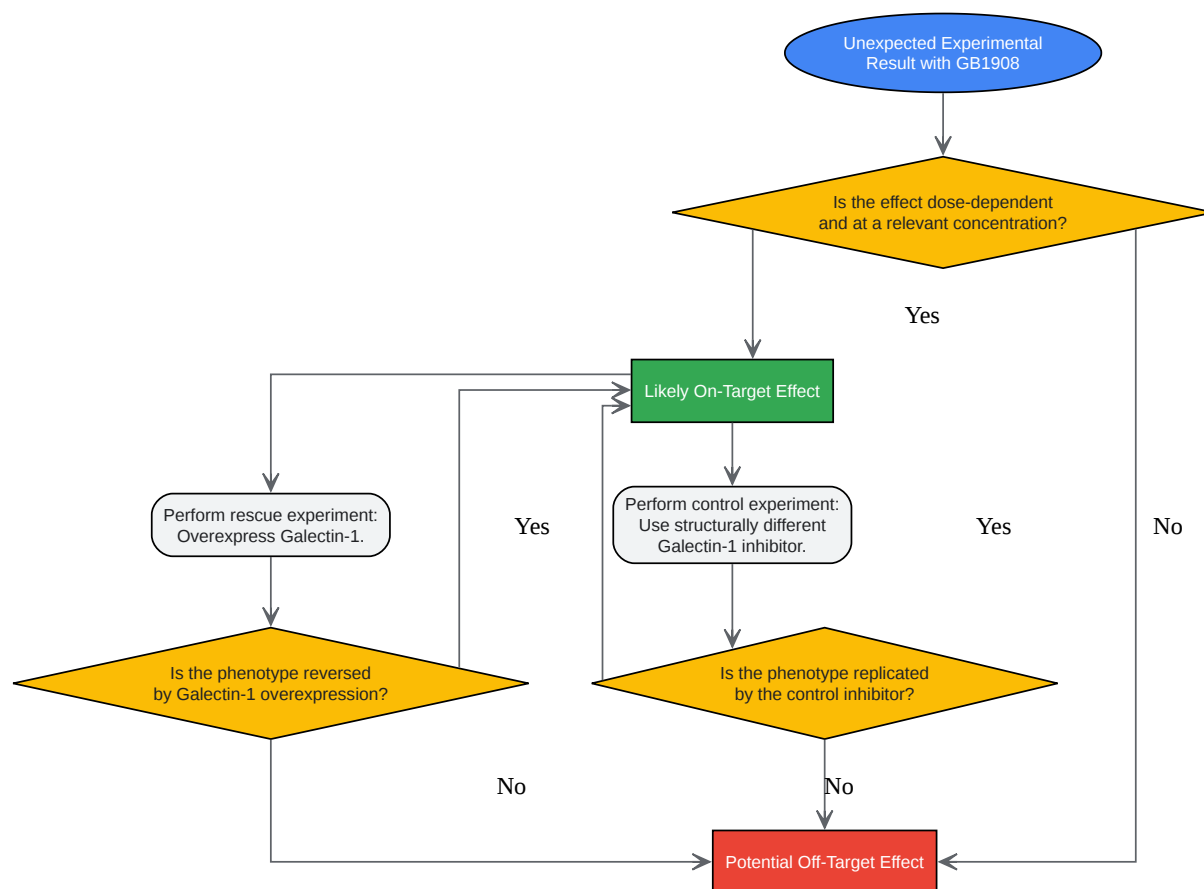 Unexpected Experimental
Result with GB1908
Is the effect dose-dependent
and at a relevant concentration?
Yes
Likely On-Target Effect
Perform rescue experiment:
Overexpress Galectin-1.
Yes
Perform control experiment:
Use structurally different
Galectin-1 inhibitor.
Yes
No
Is the phenotype reversed
by Galectin-1 overexpression?
Is the phenotype replicated
by the control inhibitor?
No
No
Potential Off-Target Effect